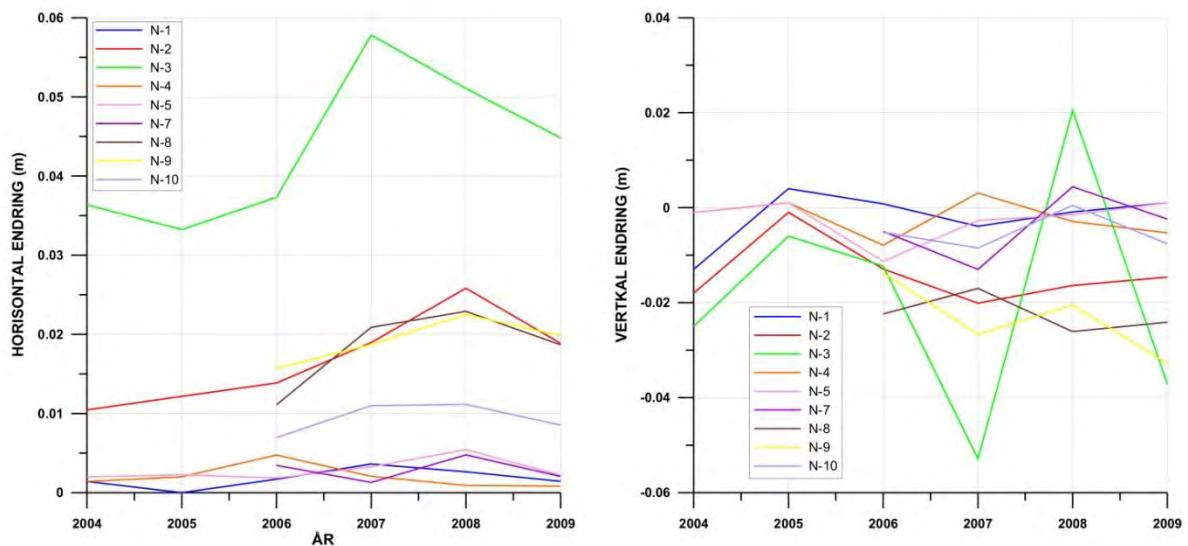 HORISONTAL ENDRING (m)
0.06
0.05
0.04
0.03
0.02
0.01
0
N-1
N-2
N-3
N-4
N-5
N-7
N-8
N-9
N-10
2004 2005 2006 2007 2008 2009
ÅR
VERTKAL ENDRING (m)
0.04
0.02
0
-0.02
-0.04
-0.06
N-1
N-2
N-3
N-4
N-5
N-7
N-8
N-9
N-10
2004 2005 2006 2007 2008 2009